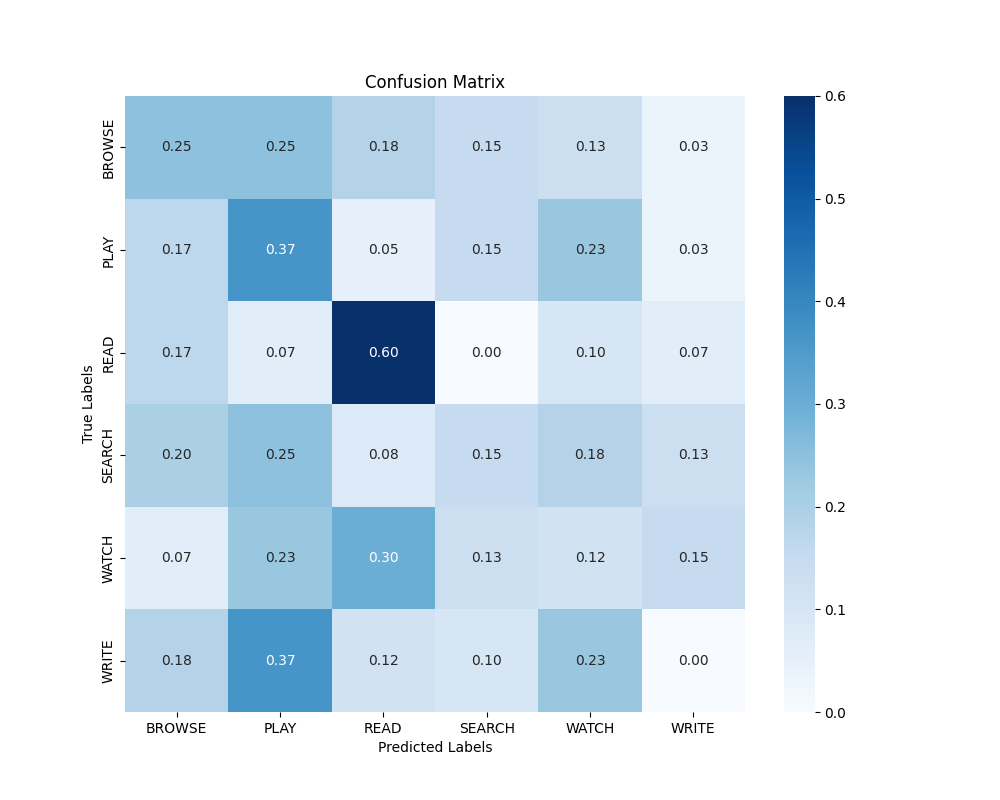 Confusion Matrix
True Labels
BROWSE 0.25 0.25 0.18 0.15 0.13 0.03
PLAY 0.17 0.37 0.05 0.15 0.23 0.03
READ 0.17 0.07 0.60 0.00 0.10 0.07
SEARCH 0.20 0.25 0.08 0.15 0.18 0.13
WATCH 0.07 0.23 0.30 0.13 0.12 0.15
WRITE 0.18 0.37 0.12 0.10 0.23 0.00
BROWSE PLAY READ SEARCH WATCH WRITE
Predicted Labels
0.6
0.5
0.4
0.3
0.2
0.1
0.0